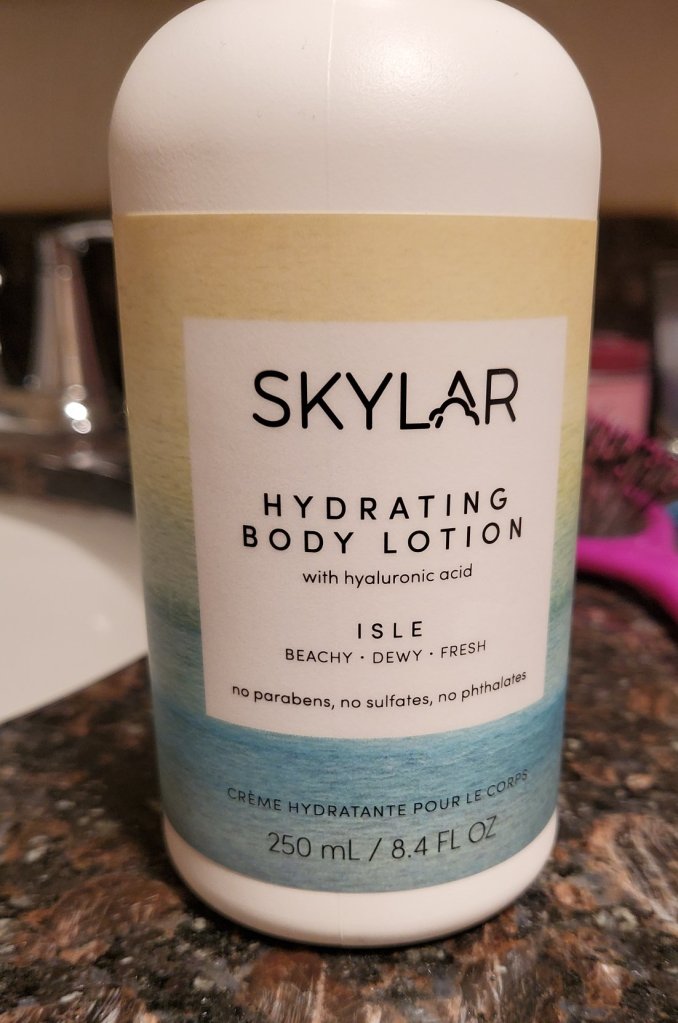 SKYLAR
HYDRATING
BODY LOTION
with hyaluronic acid
ISLE
BEACHY · DEWY · FRESH
no parabens, no sulfates, no phthalates
CRÈME HYDRATANTE POUR LE CORPS
250 mL / 8.4 FL OZ